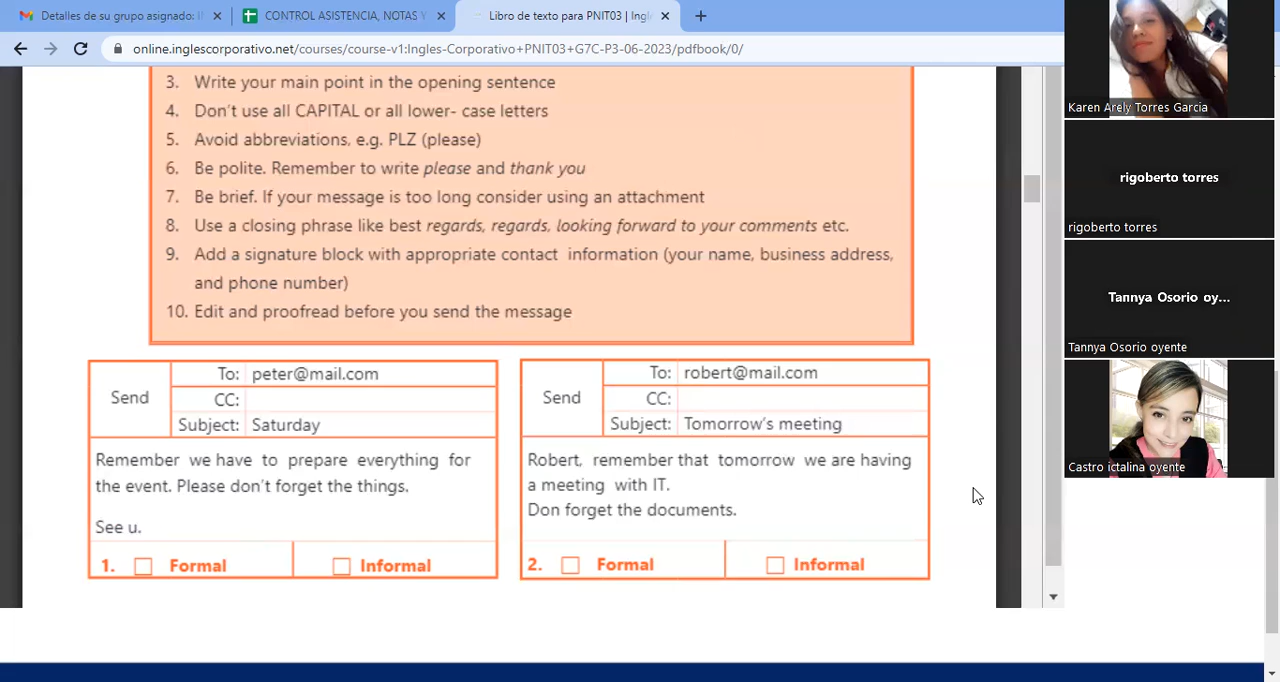 Detalles de su grupo asignado: I
CONTROL ASISTENCIA, NOTAS Y
Libro de texto para PNIT03 | Ingl
online.inglescorporativo.net/courses/course-v1:Ingles-Corporativo+PNIT03+G7C-P3-06-2023/pdfbook/0/
3. Write your main point in the opening sentence
4. Don't use all CAPITAL or all lower- case letters
5. Avoid abbreviations, e.g. PLZ (please)
6. Be polite. Remember to write please and thank you
7. Be brief. If your message is too long consider using an attachment
8. Use a closing phrase like best regards, regards, looking forward to your comments etc.
9. Add a signature block with appropriate contact information (your name, business address,
and phone number)
10. Edit and proofread before you send the message
Send
To: peter@mail.com
CC:
Subject: Saturday
Remember we have to prepare everything for
the event. Please don't forget the things.
See u.
1. Formal Informal
Send
To: robert@mail.com
CC:
Subject: Tomorrow's meeting
Robert, remember that tomorrow we are having
a meeting with IT.
Don forget the documents.
2. Formal Informal
Karen Arely Torres Garcia
rigoberto torres
rigoberto torres
Tannya Osorio oy...
Tannya Osorio oyente
Castro ictalina oyente